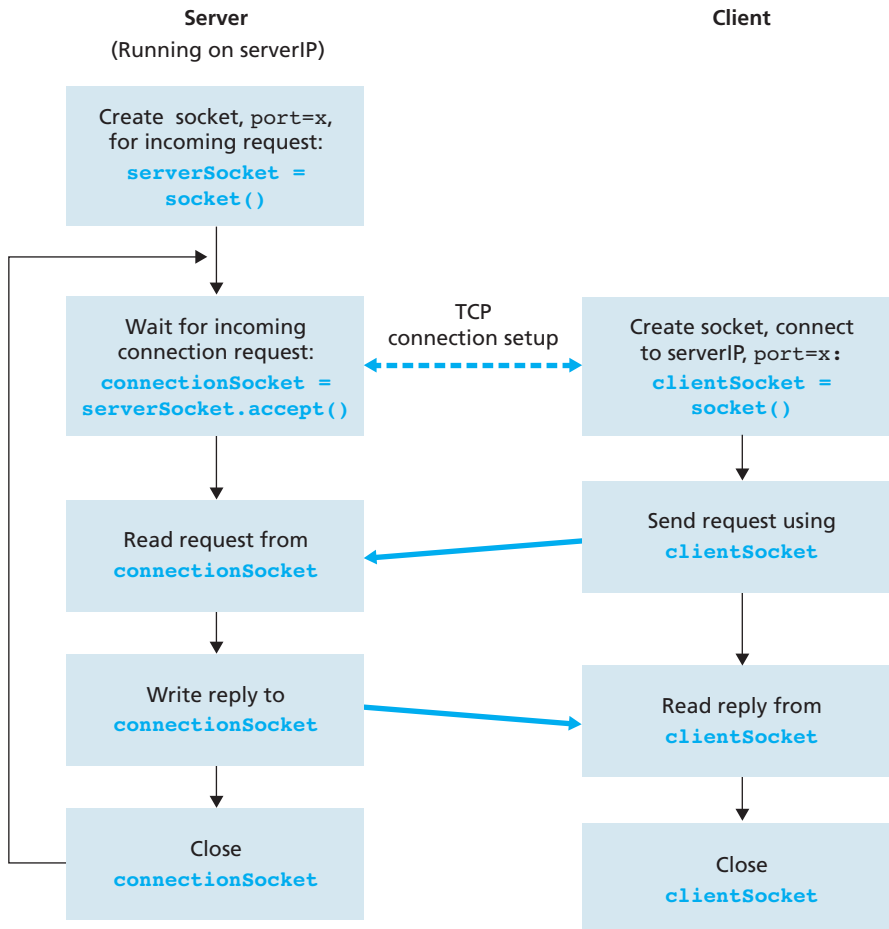 Server
(Running on serverIP)
Create socket, port=x,
for incoming request:
serverSocket =
socket()
Wait for incoming
connection request:
connectionSocket =
serverSocket.accept()
Read request from
connectionSocket
Write reply to
connectionSocket
Close
connectionSocket
TCP
connection setup
Client
Create socket, connect
to serverIP, port=x:
clientSocket =
socket()
Send request using
clientSocket
Read reply from
clientSocket
Close
clientSocket